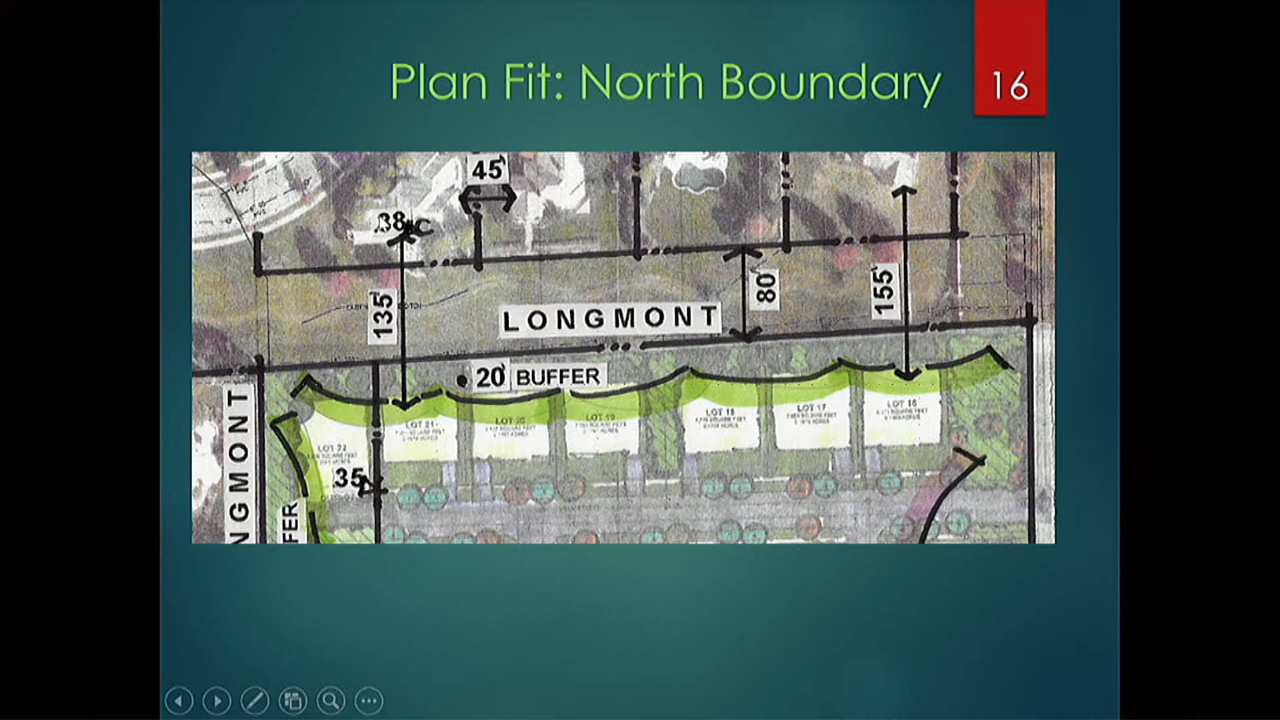 Plan Fit: North Boundary
16
45'
38
C
135'
80'
155'
LONGMONT
20' BUFFER
LOT 22
LOT 21
LOT 20
LOT 19
LOT 18
LOT 17
LOT 16
35
NGMONT
FER